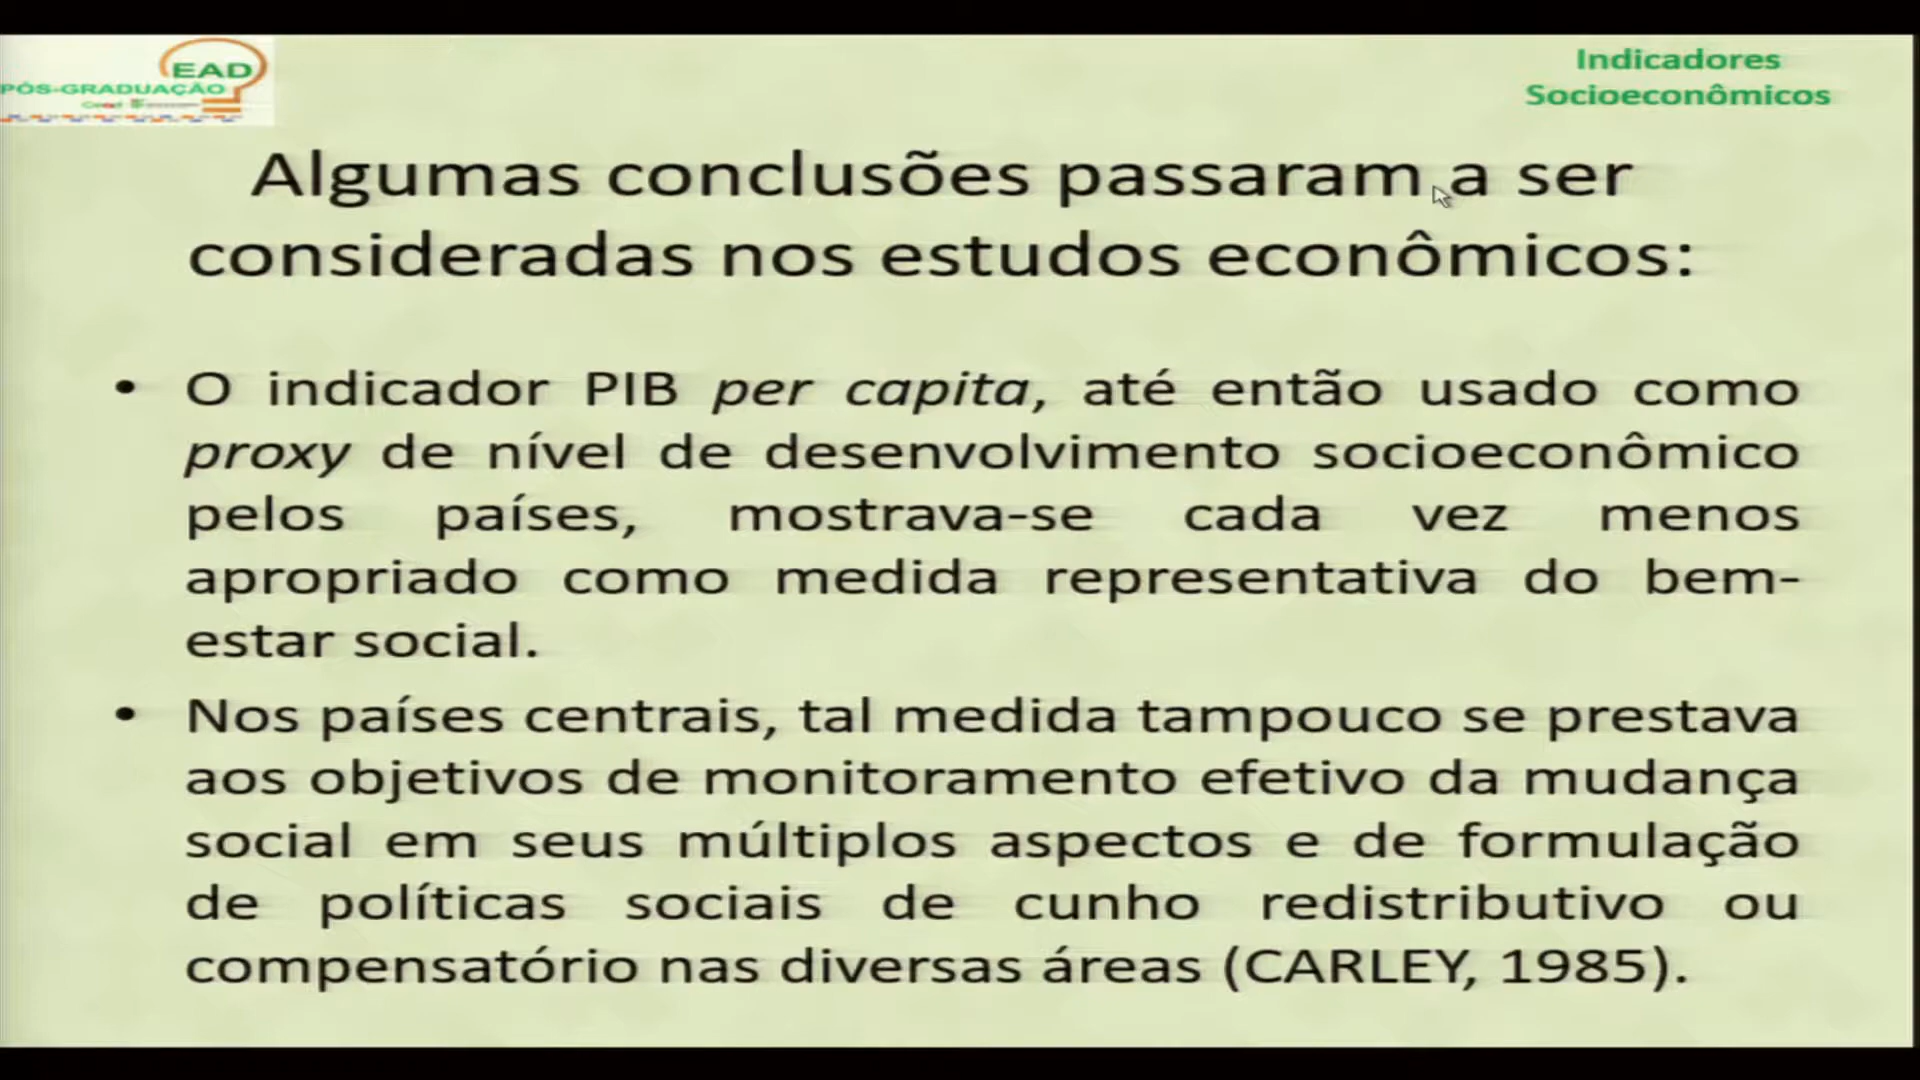 EAD
PÓS-GRADUAÇÃO
Indicadores
Socioeconômicos
Algumas conclusões passaram a ser
consideradas nos estudos econômicos:
• O indicador PIB per capita, até então usado como
proxy de nível de desenvolvimento socioeconômico
pelos países, mostrava-se cada vez menos
apropriado como medida representativa do bem-
estar social.
• Nos países centrais, tal medida tampouco se prestava
aos objetivos de monitoramento efetivo da mudança
social em seus múltiplos aspectos e de formulação
de políticas sociais de cunho redistributivo ou
compensatório nas diversas áreas (CARLEY, 1985).